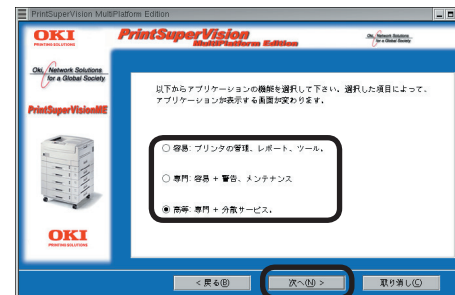 PrintSuperVision MultiPlatform Edition
OKI
PRINTING SOLUTIONS
PrintSuperVision
MultiPlatform Edition
Oki, Network Solutions
for a Global Society
Oki, Network Solutions
for a Global Society
PrintSuperVisionME
以下からアプリケーションの機能を選択して下さい。選択した項目によって、
アプリケーションが表示する画面が変わります。
容易: プリンタの管理、レポート、ツール。
専門: 容易 + 警告、メンテナンス
高等: 専門 + 分散サービス。
OKI
PRINTING SOLUTIONS
< 戻る(B)
次へ(N) >
取り消し(C)